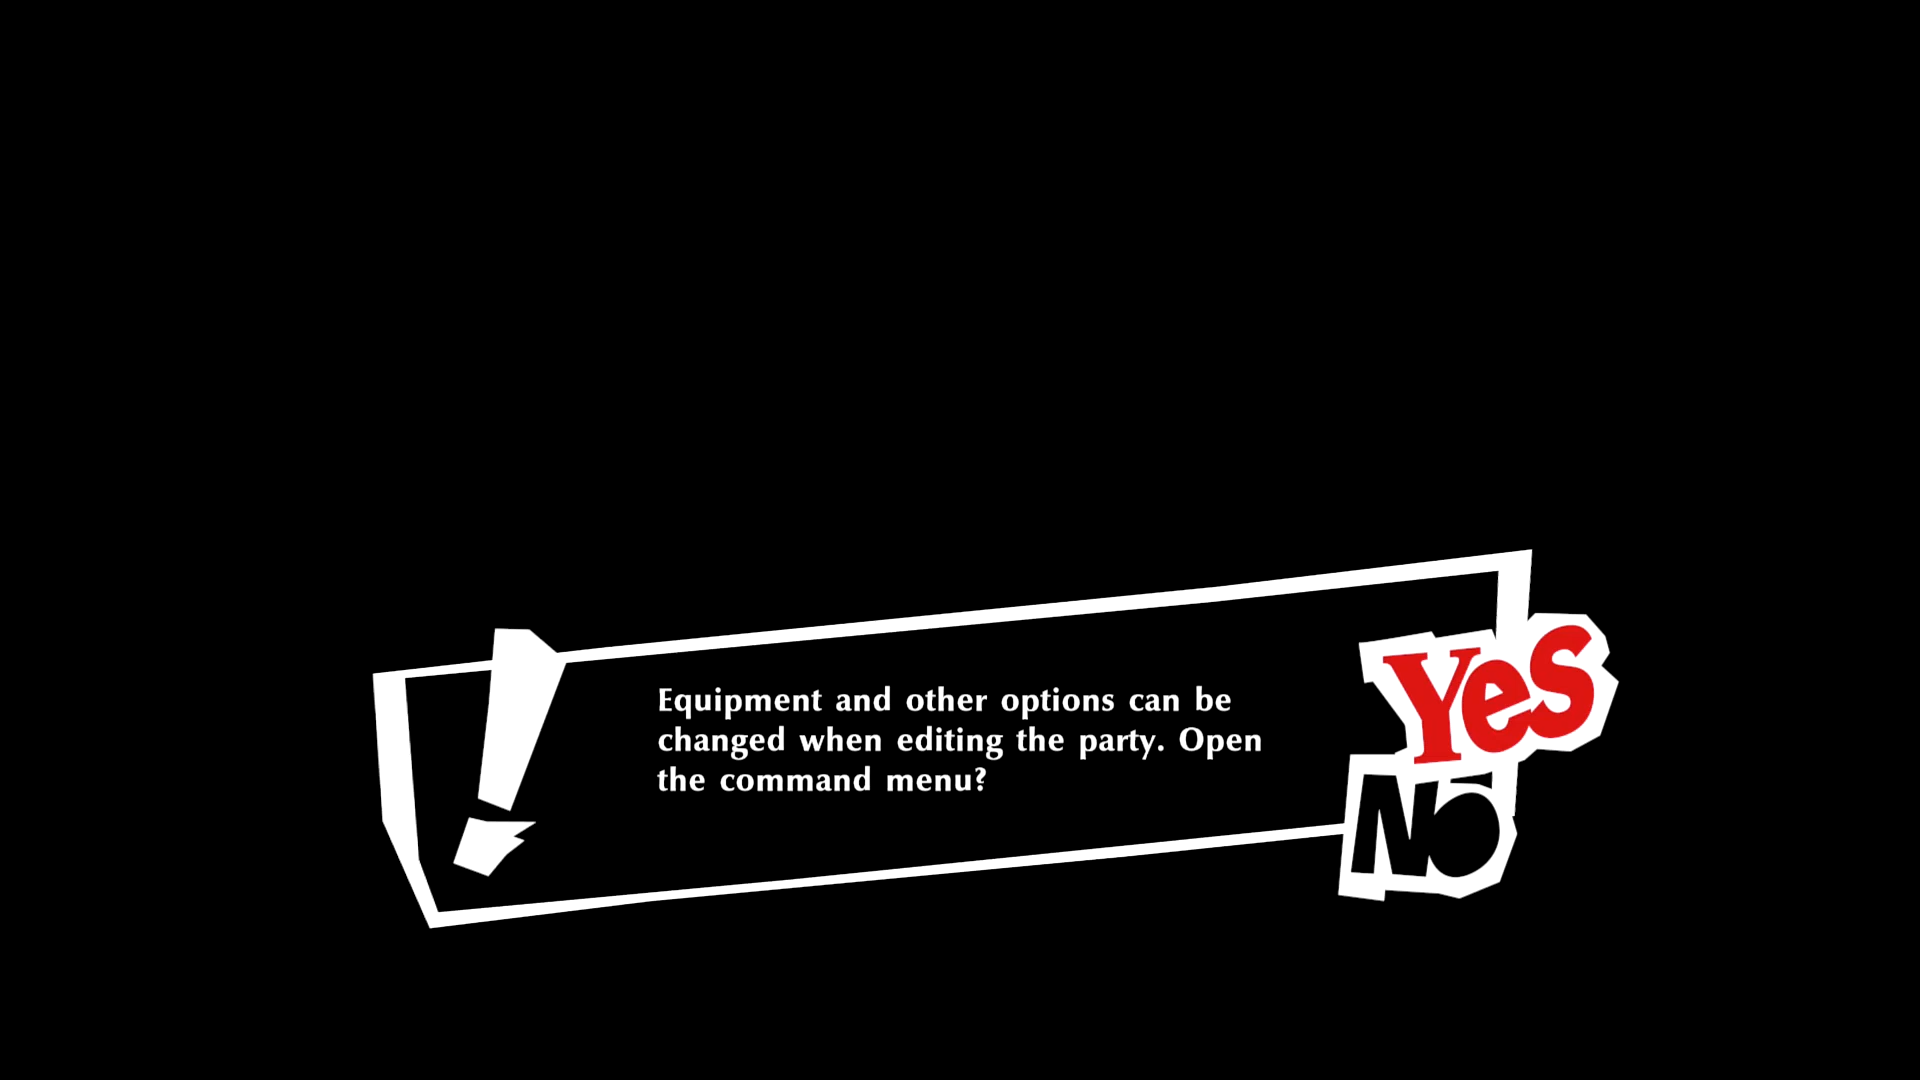 Equipment and other options can be
changed when editing the party. Open
the command menu?
Yes
NO